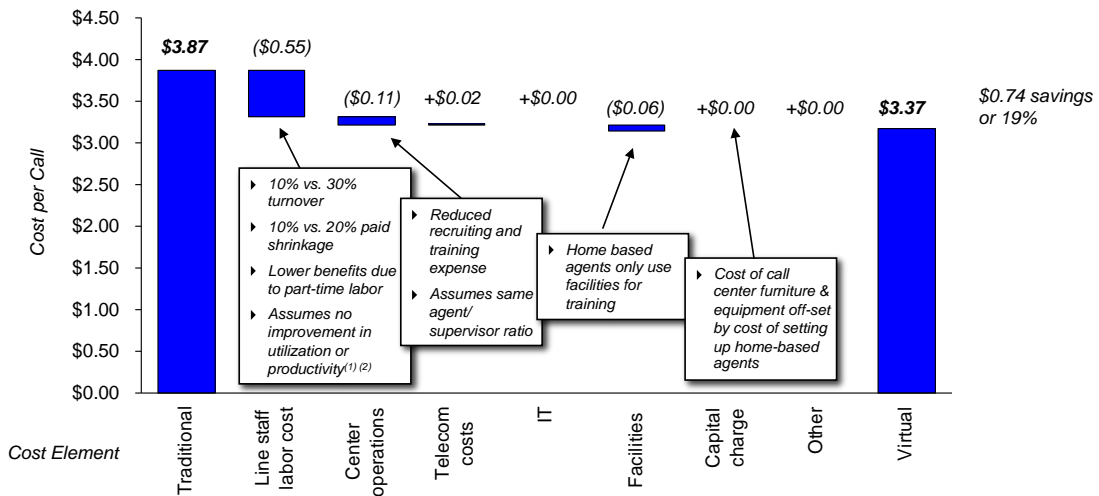 $4.50
$4.00
$3.50
$3.00
$2.50
$2.00
$1.50
$1.00
$0.50
$0.00
Cost per Call
$3.87
($0.55)
($0.11)
+$0.02
+$0.00
($0.06)
+$0.00
+$0.00
$3.37
$0.74 savings
or 19%
10% vs. 30%
turnover
10% vs. 20% paid
shrinkage
Lower benefits due
to part-time labor
Assumes no
improvement in
utilization or
productivity(1) (2)
Reduced
recruiting and
training
expense
Assumes same
agent/
supervisor ratio
Home based
agents only use
facilities for
training
Cost of call
center furniture &
equipment off-set
by cost of setting
up home-based
agents
Cost Element
Traditional
Line staff
labor cost
Center
operations
Telecom
costs
IT
Facilities
Capital
charge
Other
Virtual